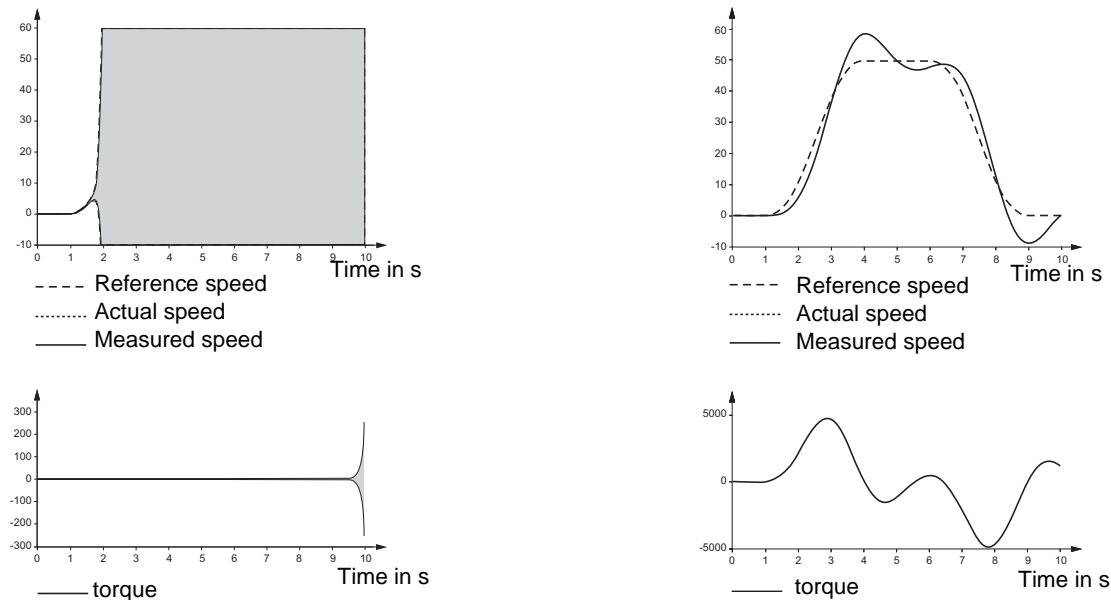 60
50
40
30
20
10
0
-10
0 1 2 3 4 5 6 7 8 9 10
Time in s
Reference speed
Actual speed
Measured speed
60
50
40
30
20
10
0
-10
0 1 2 3 4 5 6 7 8 9 10
Time in s
Reference speed
Actual speed
Measured speed
300
200
100
0
-100
-200
-300
0 1 2 3 4 5 6 7 8 9 10
Time in s
torque
5000
0
-5000
0 1 2 3 4 5 6 7 8 9 10
Time in s
torque